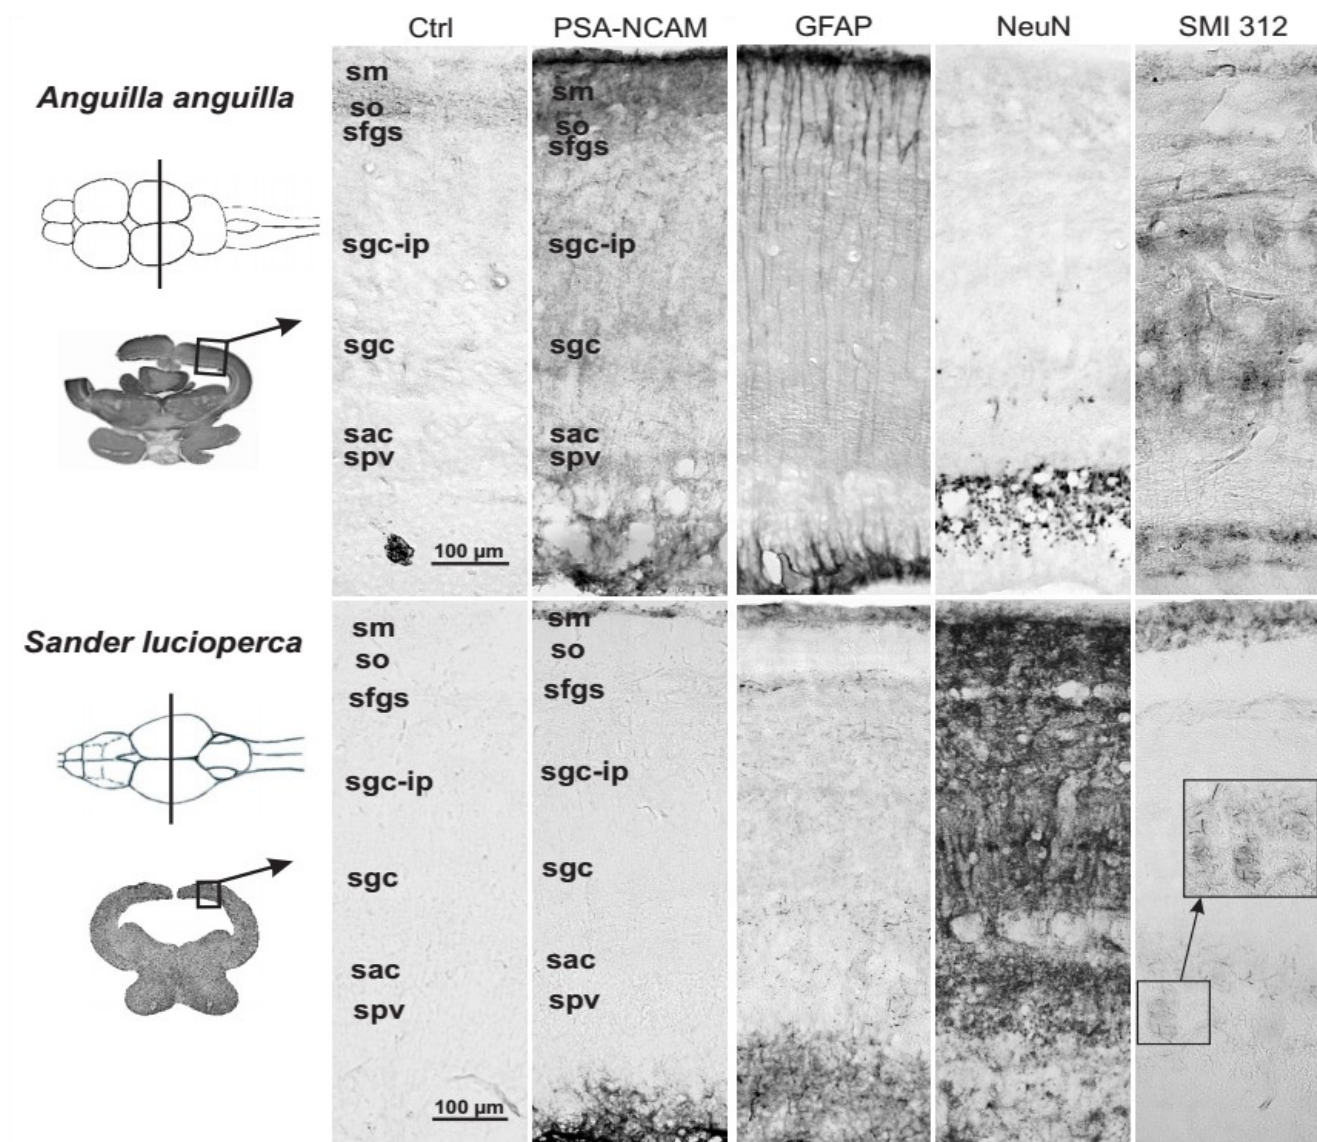 Ctrl PSA-NCAM GFAP NeuN SMI 312
Anguilla anguilla
sm sm
so so
sfgs sfgs
sgc-ip sgc-ip
sgc sgc
sac sac
spv spv
100 µm
Sander lucioperca
sm sm
so so
sfgs sfgs
sgc-ip sgc-ip
sgc sgc
sac sac
spv spv
100 µm